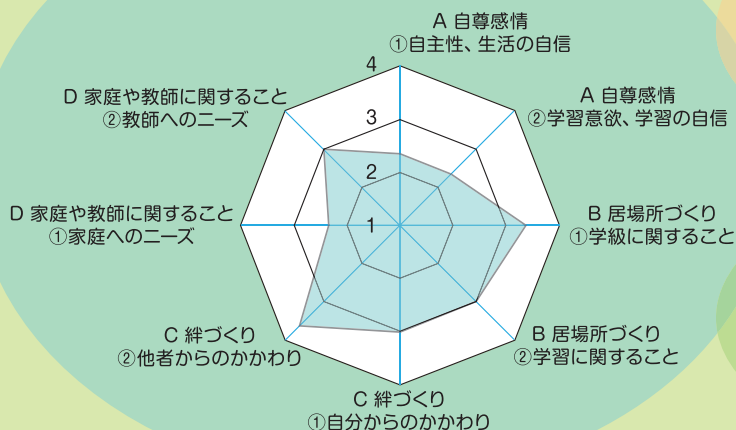 A 自尊感情
①自主性、生活の自信
A 自尊感情
②学習意欲、学習の自信
B 居場所づくり
①学級に関すること
B 居場所づくり
②学習に関すること
C 絆づくり
①自分からのかかわり
C 絆づくり
②他者からのかかわり
D 家庭や教師に関すること
①家庭へのニーズ
D 家庭や教師に関すること
②教師へのニーズ
4
3
2
1